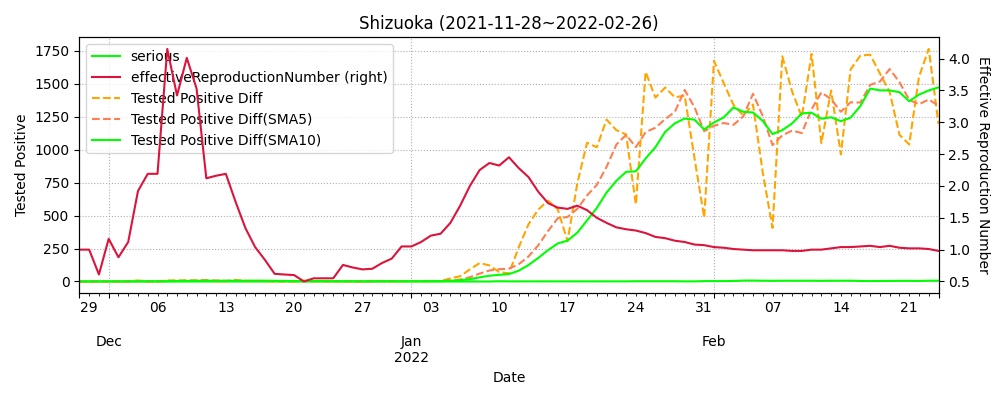 Shizuoka (2021-11-28~2022-02-26)
serious
effectiveReproductionNumber (right)
Tested Positive Diff
Tested Positive Diff(SMA5)
Tested Positive Diff(SMA10)
Tested Positive
1750
1500
1250
1000
750
500
250
0
4.0
3.5
3.0
2.5
2.0
1.5
1.0
0.5
Effective Reproduction Number
29 06 13 20 27 03 10 17 24 31 07 14 21
Dec Jan Feb
2022
Date